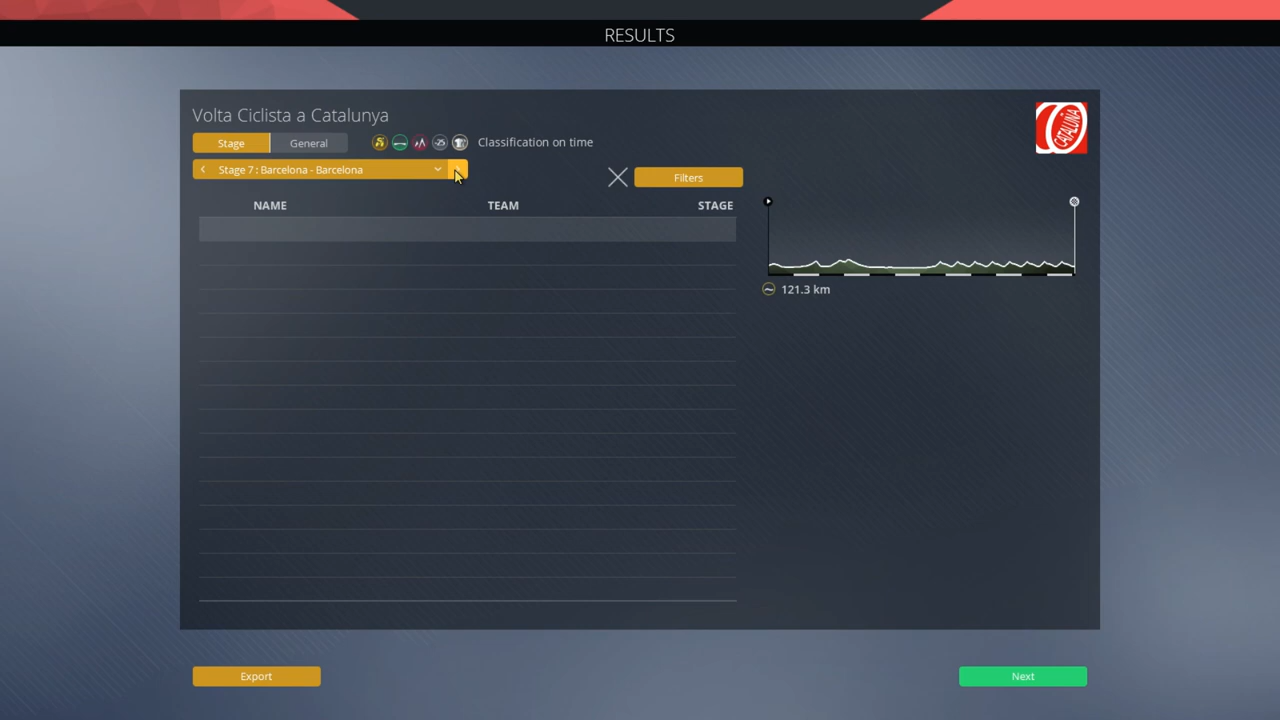 RESULTS
Volta Ciclista a Catalunya
Stage
General
Classification on time
Stage 7 : Barcelona - Barcelona
Filters
NAME
TEAM
STAGE
121.3 km
CATALUNA
Export
Next